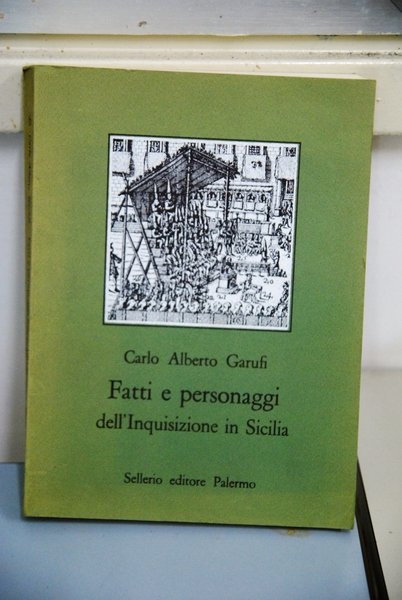 Carlo Alberto Garufi
Fatti e personaggi
dell'Inquisizione in Sicilia
Sellerio editore Palermo